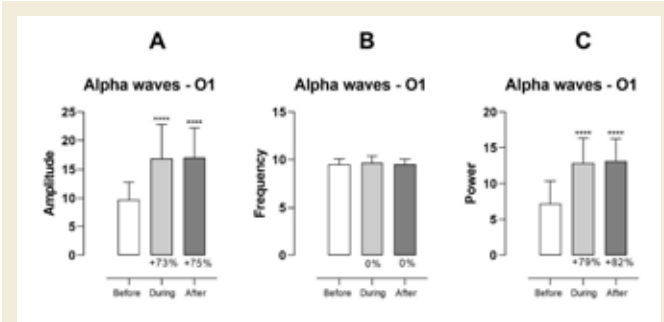 A
Alpha waves - O1
Amplitude
25
20
15
10
5
0
+73% +75%
Before During After
B
Alpha waves - O1
Frequency
15
10
5
0
0% 0%
Before During After
C
Alpha waves - O1
Power
20
15
10
5
0
+79% +82%
Before During After
**** ****
**** ****